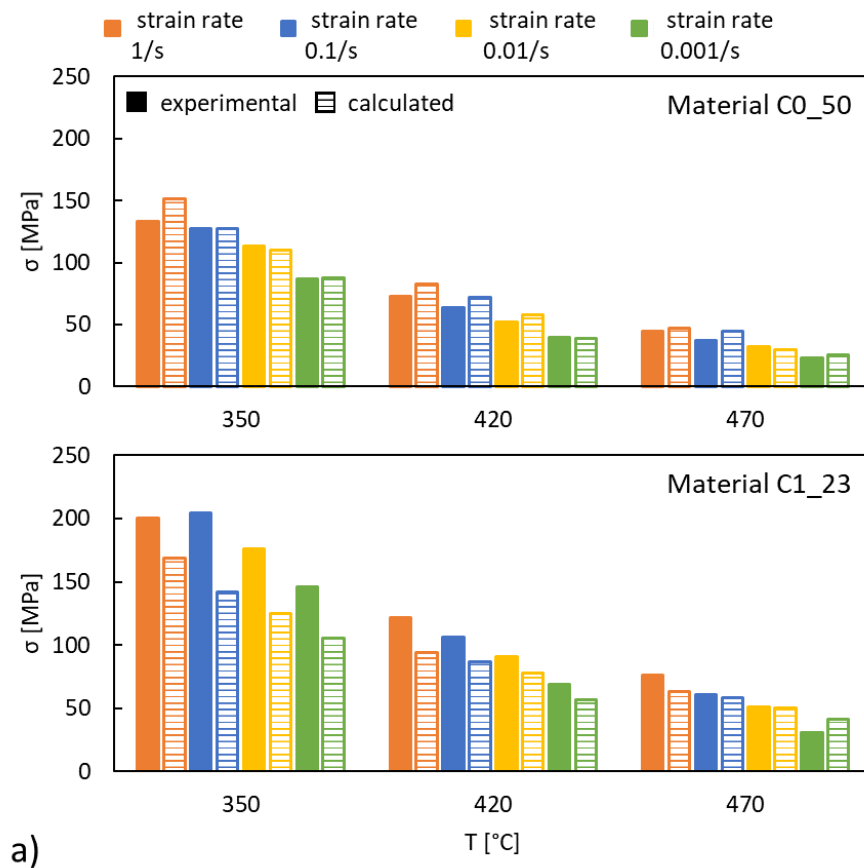 strain rate 1/s
strain rate 0.1/s
strain rate 0.01/s
strain rate 0.001/s
250
200
150
100
50
0
σ [MPa]
experimental
calculated
Material C0_50
350
420
470
250
200
150
100
50
0
σ [MPa]
Material C1_23
350
420
470
T [°C]
a)